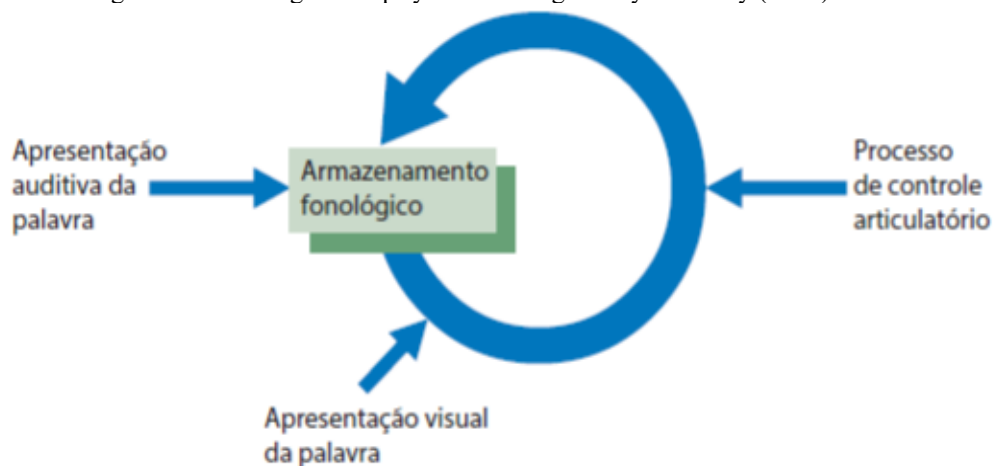 Apresentação
auditiva da
palavra
Armazenamento
fonológico
Processo
de controle
articulatório
Apresentação visual
da palavra